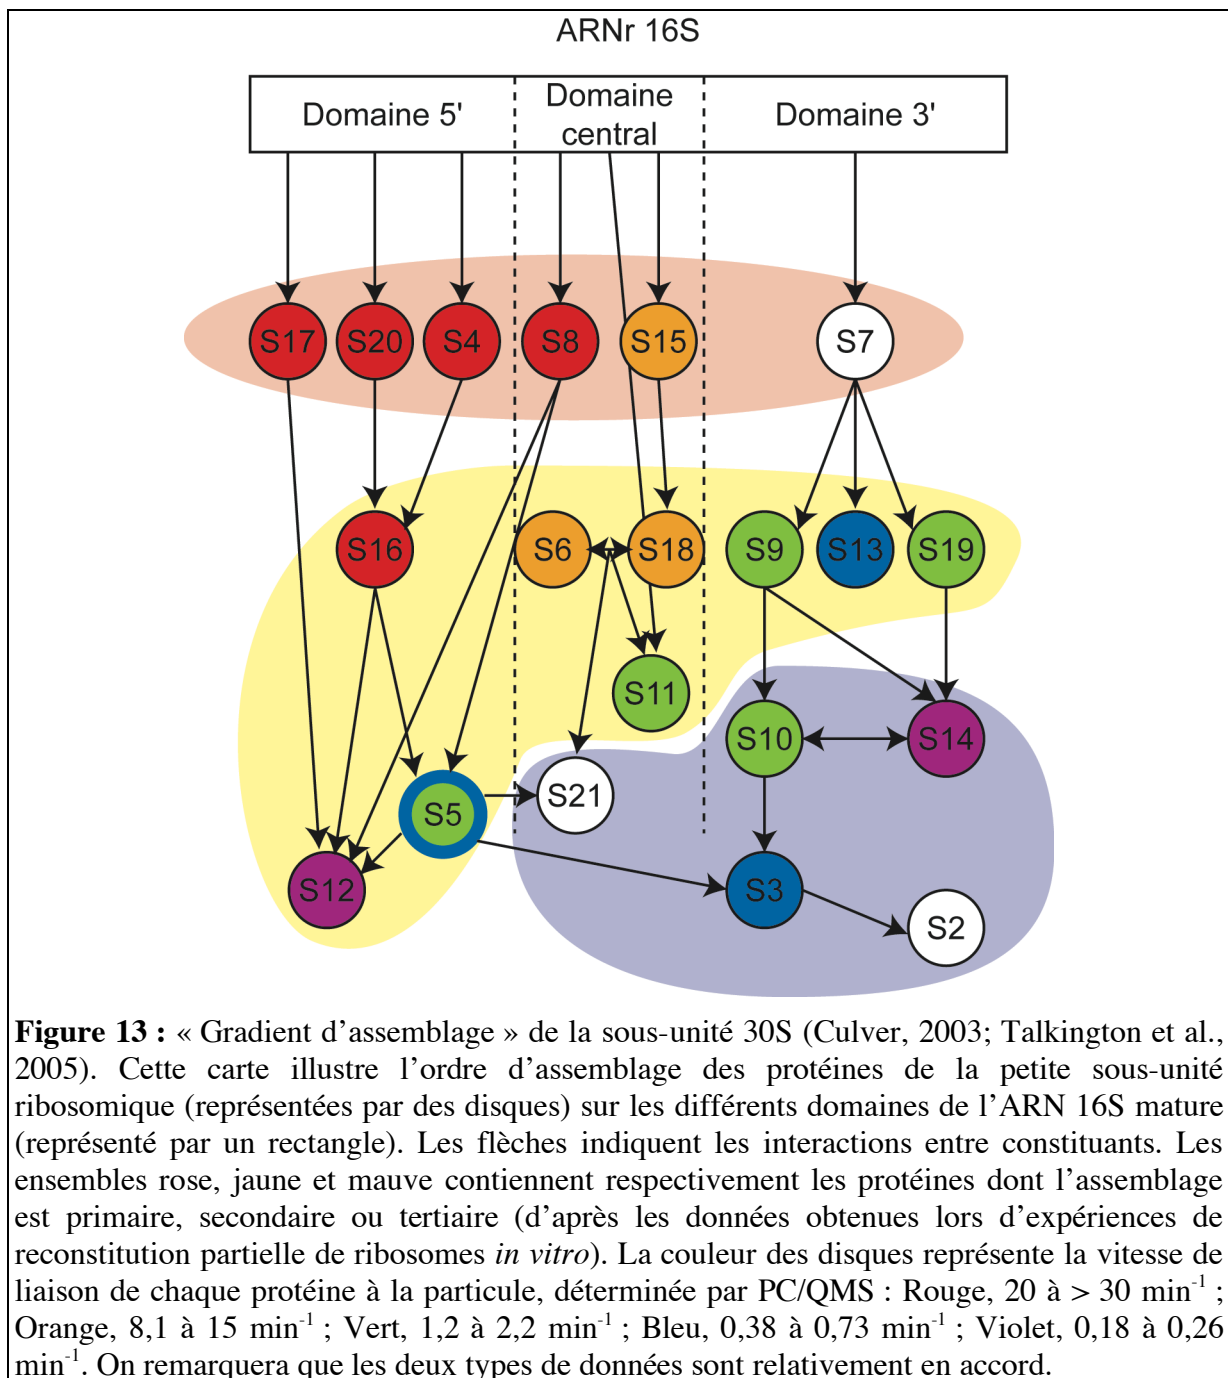 ARNr 16S
Domaine 5'
Domaine
central
Domaine 3'
S17
S20
S4
S8
S15
S7
S16
S6
S18
S9
S13
S19
S11
S10
S14
S5
S21
S12
S3
S2
Figure 13 : « Gradient d’assemblage » de la sous-unité 30S (Culver, 2003; Talkington et al.,
2005). Cette carte illustre l’ordre d’assemblage des protéines de la petite sous-unité
ribosomique (représentées par des disques) sur les différents domaines de l’ARN 16S mature
(représenté par un rectangle). Les flèches indiquent les interactions entre constituants. Les
ensembles rose, jaune et mauve contiennent respectivement les protéines dont l’assemblage
est primaire, secondaire ou tertiaire (d’après les données obtenues lors d’expériences de
reconstitution partielle de ribosomes in vitro). La couleur des disques représente la vitesse de
liaison de chaque protéine à la particule, déterminée par PC/QMS : Rouge, 20 à > 30 min⁻¹ ;
Orange, 8,1 à 15 min⁻¹ ; Vert, 1,2 à 2,2 min⁻¹ ; Bleu, 0,38 à 0,73 min⁻¹ ; Violet, 0,18 à 0,26
min⁻¹. On remarquera que les deux types de données sont relativement en accord.